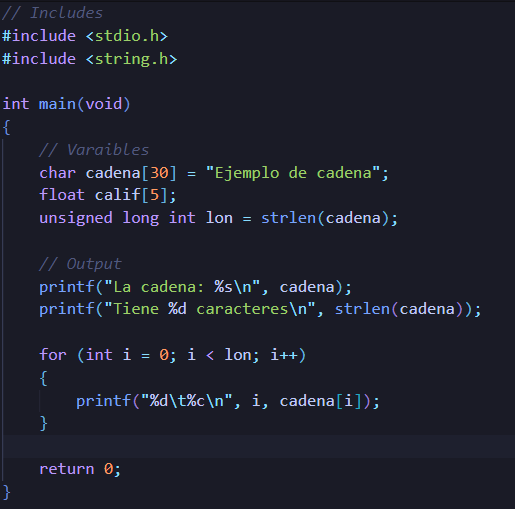 // Includes
#include <stdio.h>
#include <string.h>

int main(void)
{
    // Varaibles
    char cadena[30] = "Ejemplo de cadena";
    float calif[5];
    unsigned long int lon = strlen(cadena);

    // Output
    printf("La cadena: %s\n", cadena);
    printf("Tiene %d caracteres\n", strlen(cadena));

    for (int i = 0; i < lon; i++)
    {
        printf("%d\t%c\n", i, cadena[i]);
    }

    return 0;
}